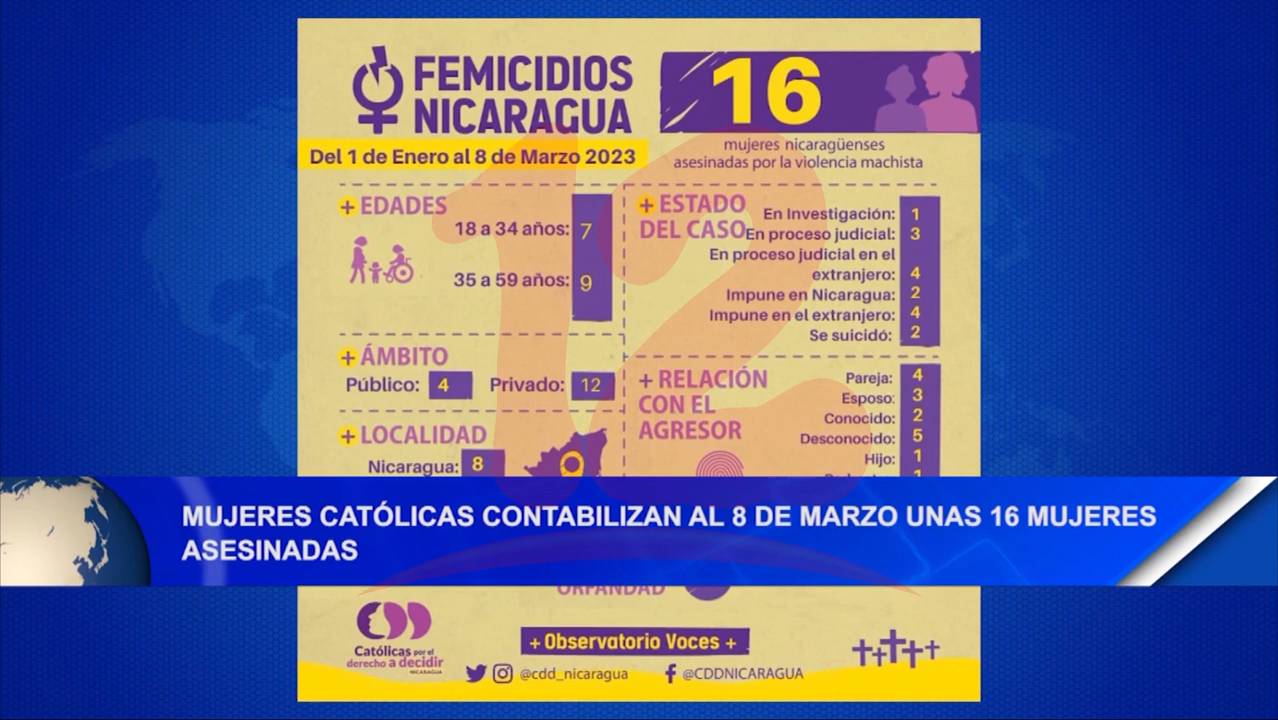 FEMICIDIOS
NICARAGUA
Del 1 de Enero al 8 de Marzo 2023
16
mujeres nicaragüenses
asesinadas por la violencia machista
+ EDADES
18 a 34 años: 7
35 a 59 años: 9
+ ESTADO
DEL CASO
En Investigación: 1
En proceso judicial: 3
En proceso judicial en el
extranjero: 4
Impune en Nicaragua: 2
Impune en el extranjero: 4
Se suicidó: 2
+ ÁMBITO
Público: 4 Privado: 12
+ RELACIÓN
CON EL
AGRESOR
Pareja: 4
Esposo: 3
Conocido: 2
Desconocido: 5
Hijo: 1
+ LOCALIDAD
Nicaragua: 8
12
MUJERES CATÓLICAS CONTABILIZAN AL 8 DE MARZO UNAS 16 MUJERES
ASESINADAS
ORFANDAD
Católicas por el
derecho a decidir
NICARAGUA
+ Observatorio Voces +
@cdd_nicaragua @CDDNICARAGUA